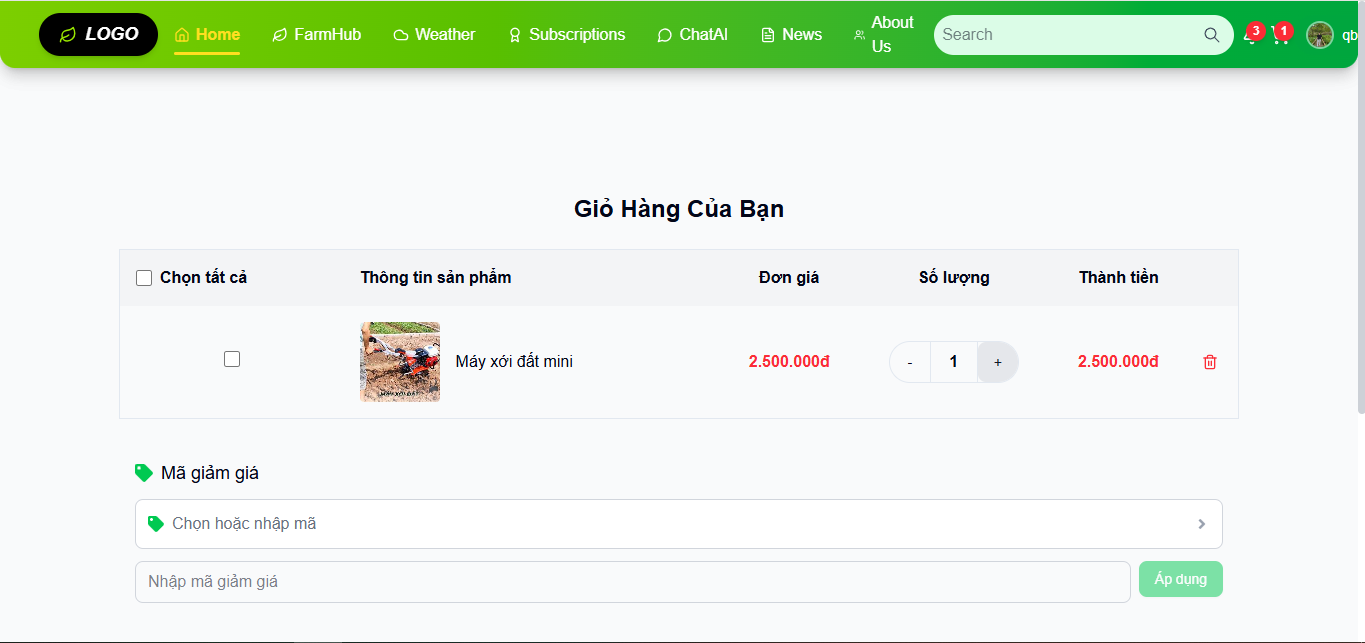 LOGO
Home
FarmHub
Weather
Subscriptions
ChatAI
News
About
Us
Search
3
1
qb
Giỏ Hàng Của Bạn
Chọn tất cả
Thông tin sản phẩm
Đơn giá
Số lượng
Thành tiền
Máy xới đất mini
2.500.000đ
-
1
+
2.500.000đ
Mã giảm giá
Chọn hoặc nhập mã
Nhập mã giảm giá
Áp dụng